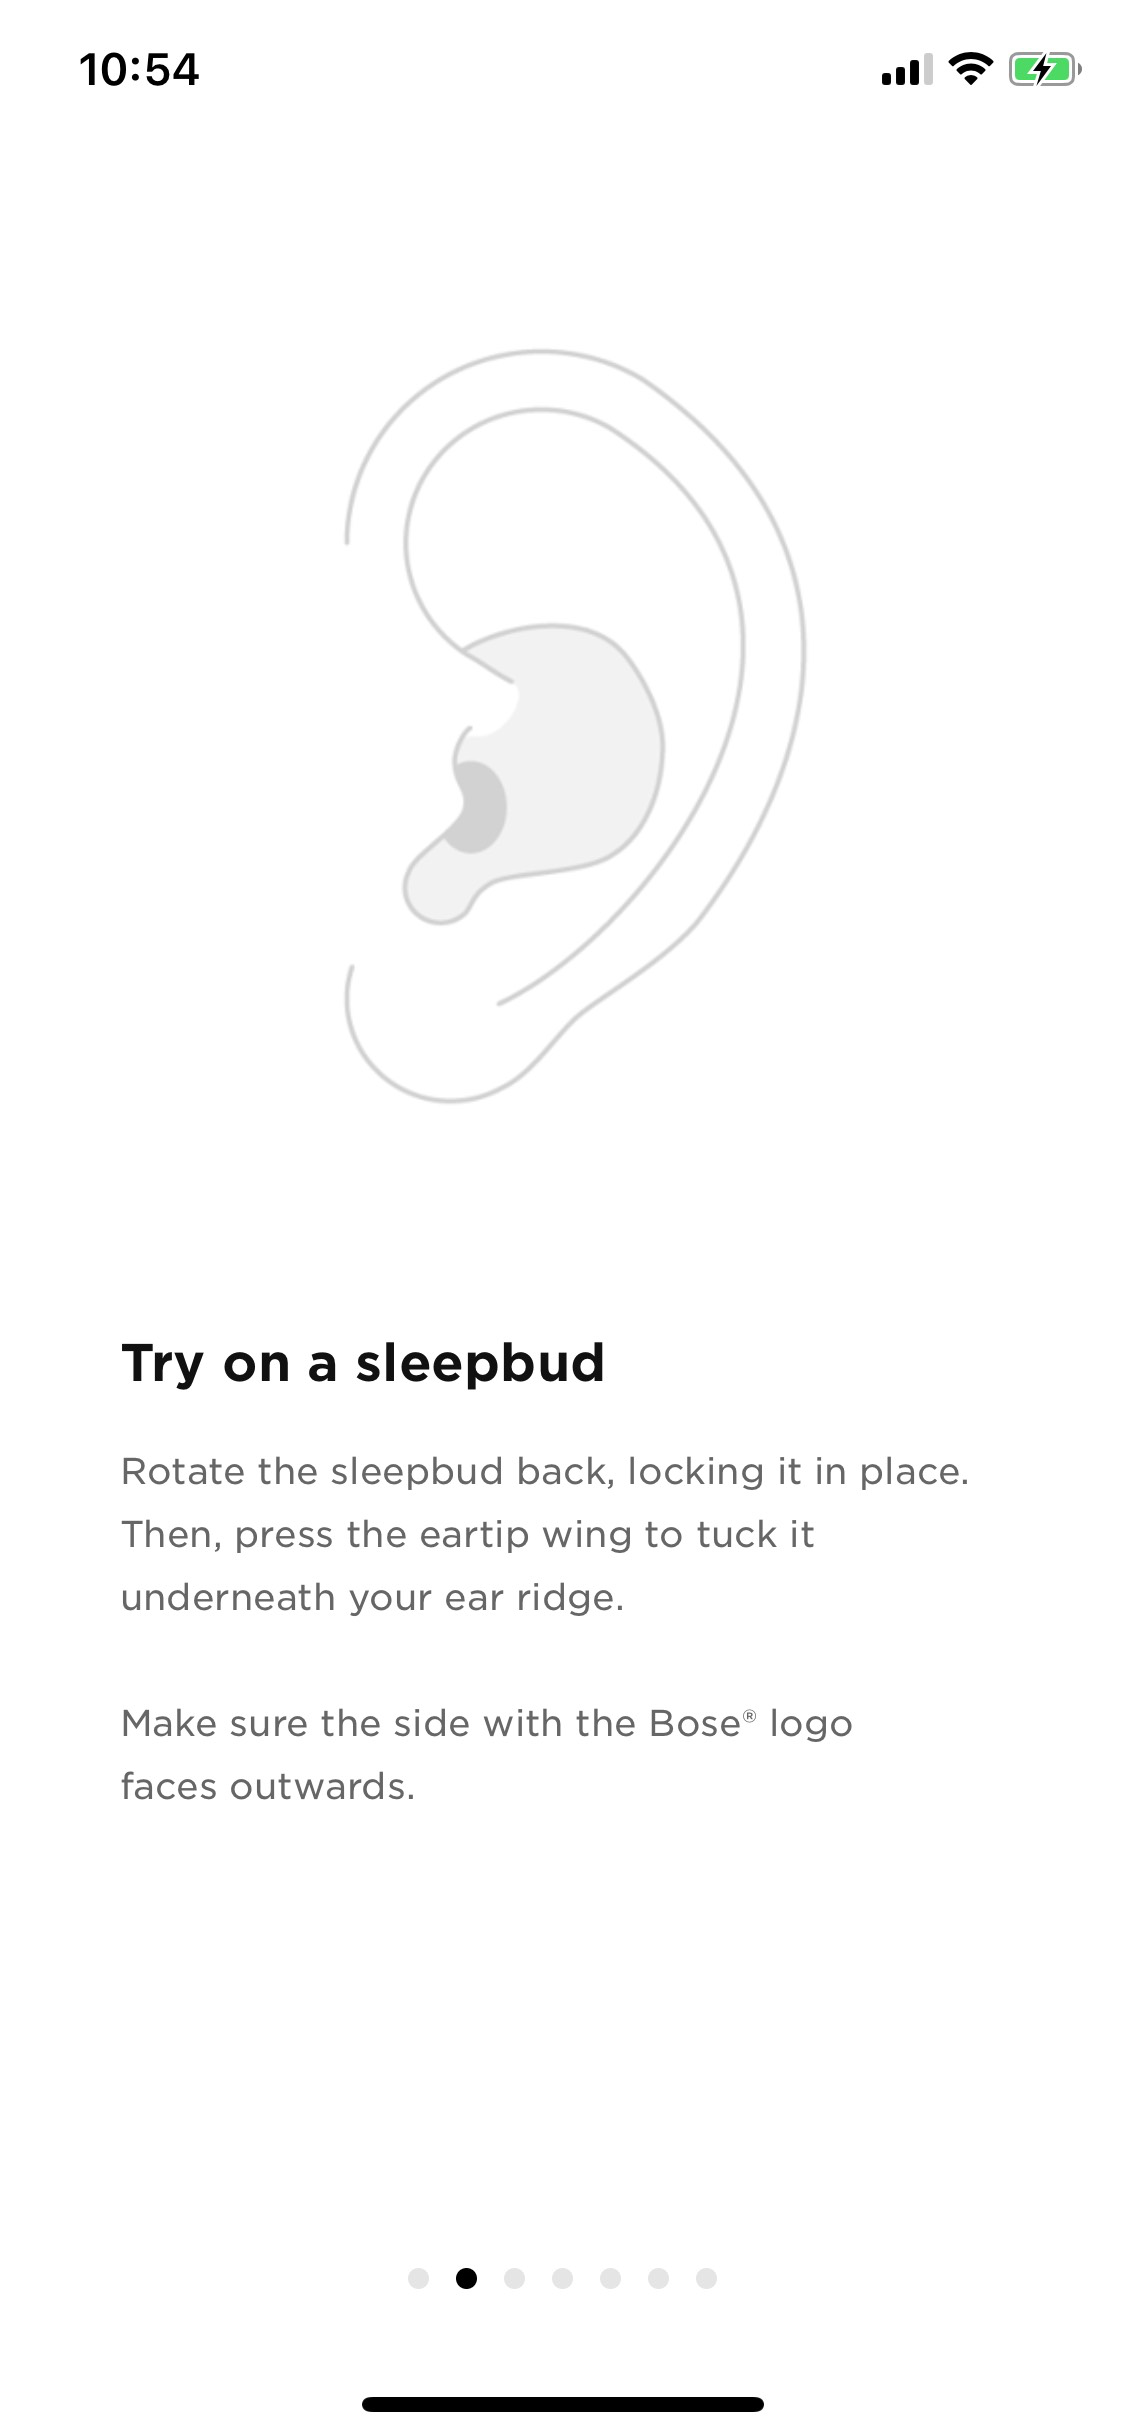 10:54
Try on a sleepbud
Rotate the sleepbud back, locking it in place.
Then, press the eartip wing to tuck it
underneath your ear ridge.
Make sure the side with the Bose® logo
faces outwards.